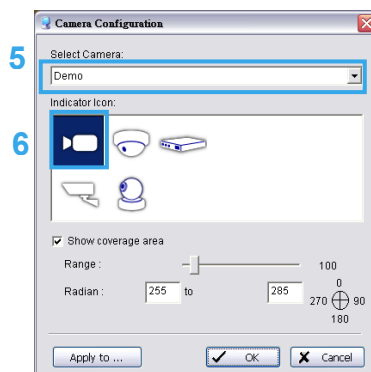 Camera Configuration
5
Select Camera:
Demo
Indicator Icon:
6
Show coverage area
Range :
100
Radian :
255 to 285
0
270 90
180
Apply to ...
OK
Cancel